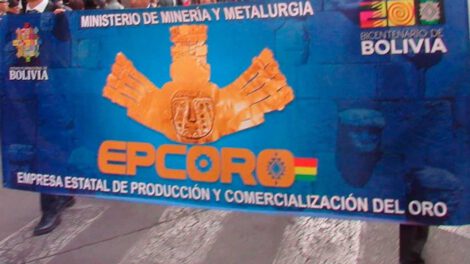 MINISTERIO DE MINERÍA Y METALURGIA
BOLIVIA
BICENTENARIO DE
BOLIVIA
EPCORO
EMPRESA ESTATAL DE PRODUCCIÓN Y COMERCIALIZACIÓN DEL ORO